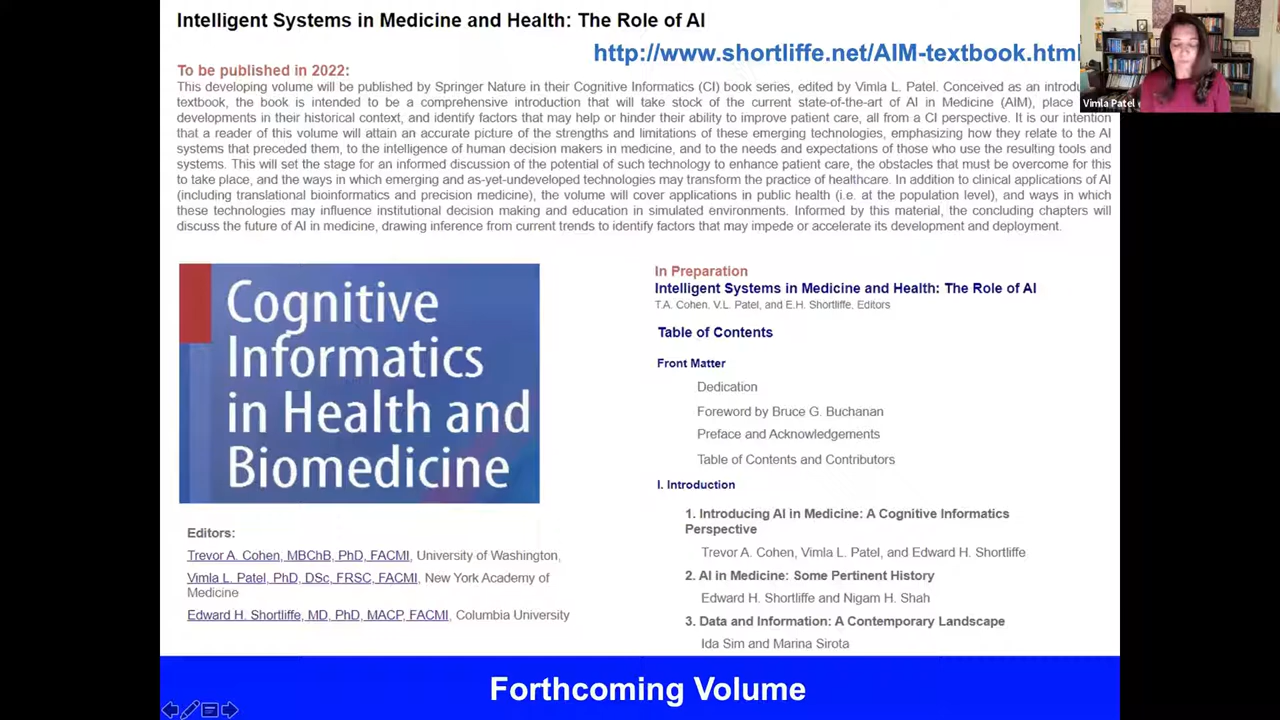 Intelligent Systems in Medicine and Health: The Role of AI
http://www.shortliffe.net/AIM-textbook.html
To be published in 2022:
This developing volume will be published by Springer Nature in their Cognitive Informatics (CI) book series, edited by Vimla L. Patel. Conceived as an introdu
textbook, the book is intended to be a comprehensive introduction that will take stock of the current state-of-the-art of AI in Medicine (AIM), place
developments in their historical context, and identify factors that may help or hinder their ability to improve patient care, all from a CI perspective. It is our intention
that a reader of this volume will attain an accurate picture of the strengths and limitations of these emerging technologies, emphasizing how they relate to the AI
systems that preceded them, to the intelligence of human decision makers in medicine, and to the needs and expectations of those who use the resulting tools and
systems. This will set the stage for an informed discussion of the potential of such technology to enhance patient care, the obstacles that must be overcome for this
to take place, and the ways in which emerging and as-yet-undeveloped technologies may transform the practice of healthcare. In addition to clinical applications of AI
(including translational bioinformatics and precision medicine), the volume will cover applications in public health (i.e. at the population level), and ways in which
these technologies may influence institutional decision making and education in simulated environments. Informed by this material, the concluding chapters will
discuss the future of AI in medicine, drawing inference from current trends to identify factors that may impede or accelerate its development and deployment.
Vimla Patel
Cognitive
Informatics
in Health and
Biomedicine
Editors:
Trevor A. Cohen, MBChB, PhD, FACMI, University of Washington,
Vimla L. Patel, PhD, DSc, FRSC, FACMI, New York Academy of
Medicine
Edward H. Shortliffe, MD, PhD, MACP, FACMI, Columbia University
In Preparation
Intelligent Systems in Medicine and Health: The Role of AI
T.A. Cohen, V.L. Patel, and E.H. Shortliffe, Editors
Table of Contents
Front Matter
Dedication
Foreword by Bruce G. Buchanan
Preface and Acknowledgements
Table of Contents and Contributors
I. Introduction
1. Introducing AI in Medicine: A Cognitive Informatics
Perspective
Trevor A. Cohen, Vimla L. Patel, and Edward H. Shortliffe
2. AI in Medicine: Some Pertinent History
Edward H. Shortliffe and Nigam H. Shah
3. Data and Information: A Contemporary Landscape
Ida Sim and Marina Sirota
Forthcoming Volume